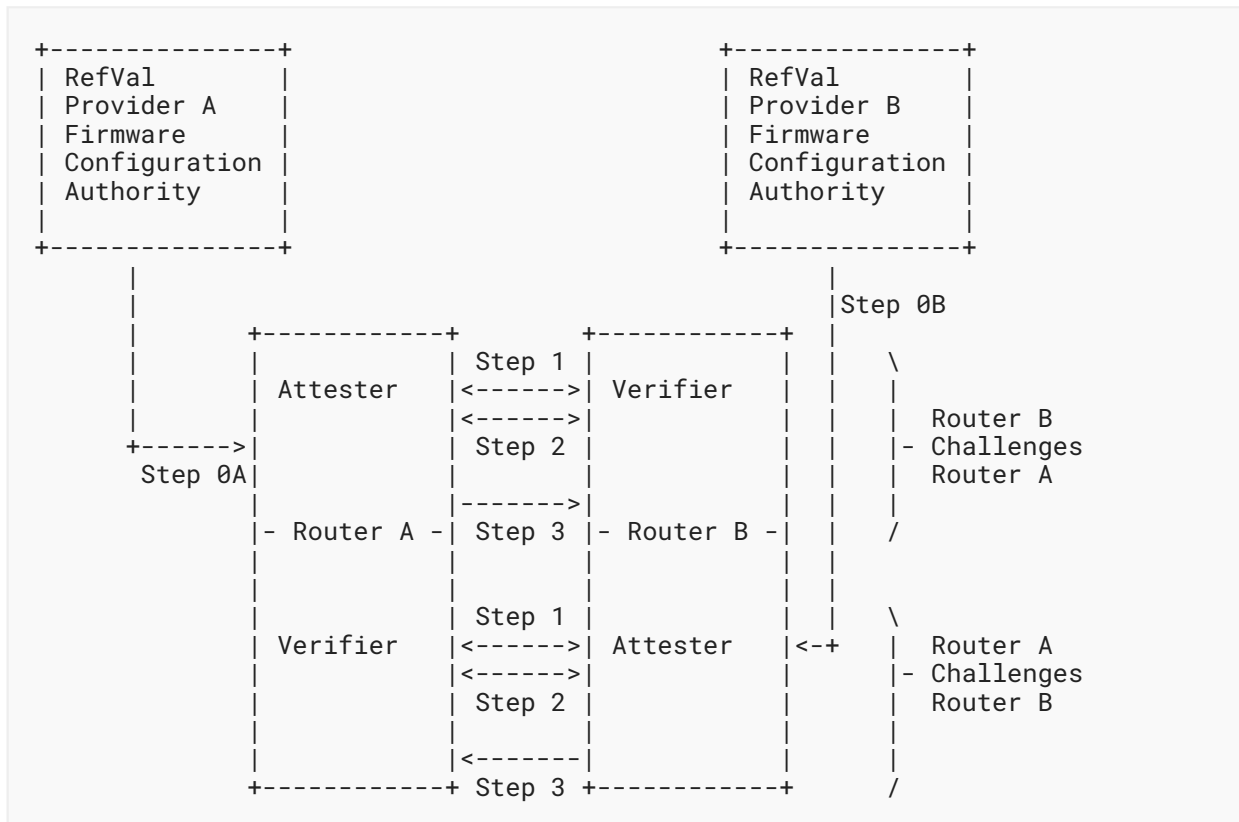 +---------------+                              +---------------+
| RefVal        |                              | RefVal        |
| Provider A    |                              | Provider B    |
| Firmware      |                              | Firmware      |
| Configuration |                              | Configuration |
| Authority     |                              | Authority     |
|               |                              |               |
+---------------+                              +---------------+
      |                                                |
      |                                                |Step 0B
      |       +------------+        +------------+     |
      |       |            | Step 1 |            |  |   \
      |       | Attester   |<------>| Verifier   |  |   |
      |       |            |<------>|            |  |   |  Router B
      +------>|            | Step 2 |            |  |   |- Challenges
       Step 0A|            |        |            |  |   |  Router A
              |            |------->|            |  |   |
              |- Router A -| Step 3 |- Router B -|  |   /
              |            |        |            |  |
              |            |        |            |  |
              |            | Step 1 |            |  |   \
              | Verifier   |<------>| Attester   |<-+   |  Router A
              |            |<------>|            |      |- Challenges
              |            | Step 2 |            |      |  Router B
              |            |        |            |      |
              |            |<-------|            |      |
              +------------+ Step 3 +------------+      /